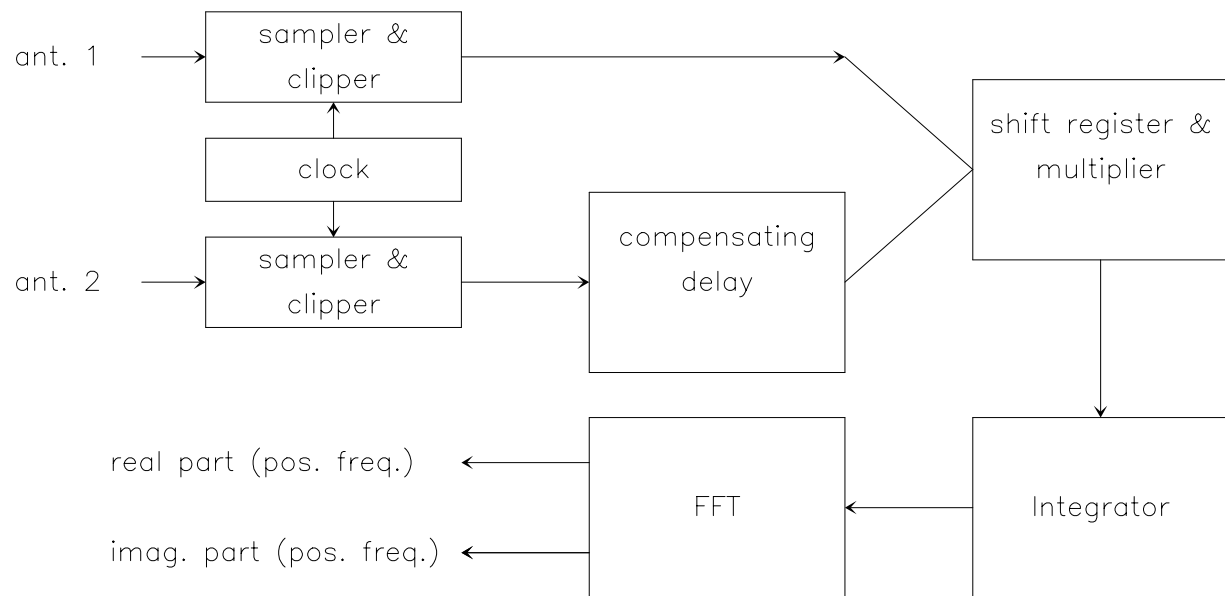 ant. 1
sampler &
clipper
clock
ant. 2
sampler &
clipper
compensating
delay
shift register &
multiplier
real part (pos. freq.)
imag. part (pos. freq.)
FFT
Integrator